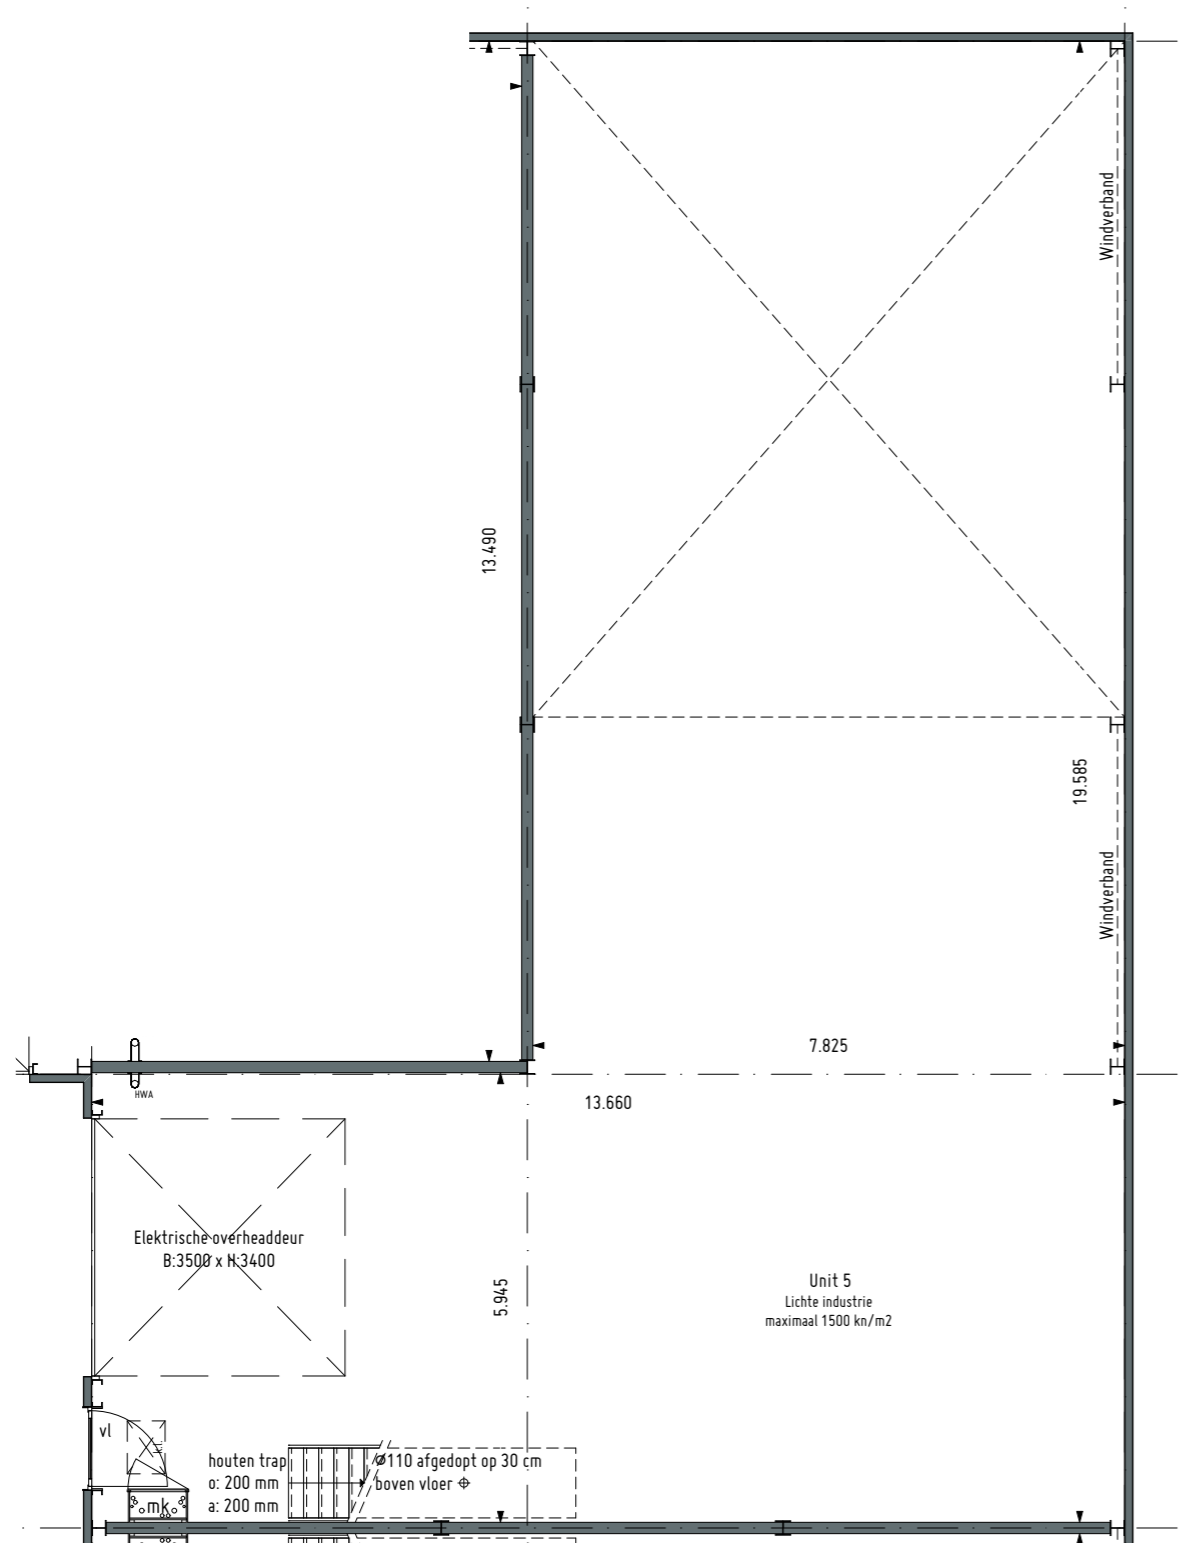 Windverband
13.490
19.585
Windverband
7.825
13.660
HWA
Elektrische overheaddeur
B:3500 x H:3400
5.945
Unit 5
Lichte industrie
maximaal 1500 kn/m2
vl
houten trap
o: 200 mm
a: 200 mm
ø110 afgedopt op 30 cm
boven vloer
mk